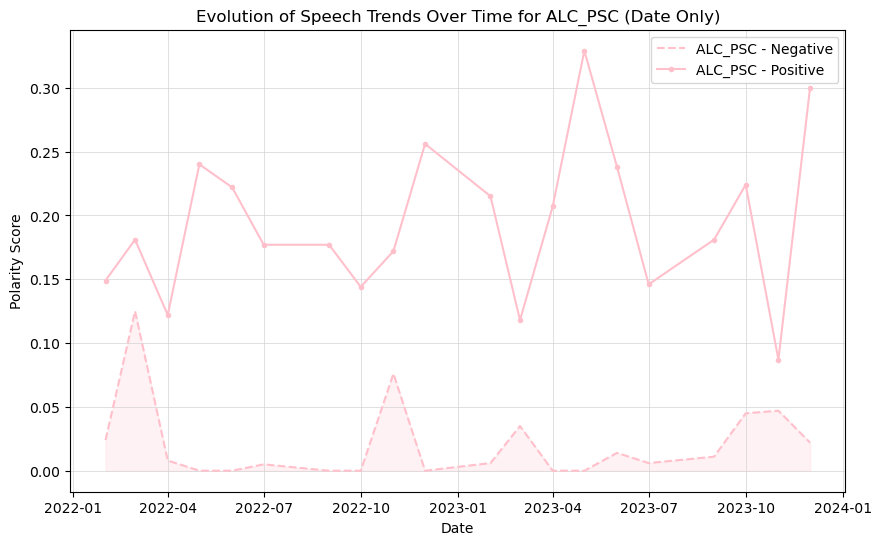 Evolution of Speech Trends Over Time for ALC_PSC (Date Only)
ALC_PSC - Negative
ALC_PSC - Positive
0.30
0.25
0.20
0.15
0.10
0.05
0.00
Polarity Score
2022-01 2022-04 2022-07 2022-10 2023-01 2023-04 2023-07 2023-10 2024-01
Date